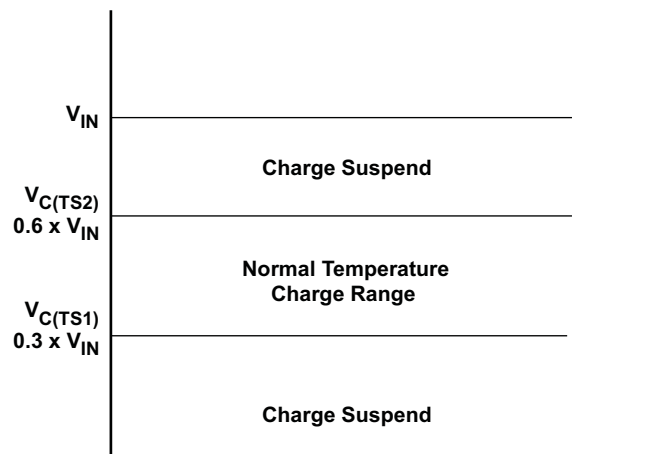 V_IN
Charge Suspend
V_C(TS2)
0.6 x V_IN
Normal Temperature
Charge Range
V_C(TS1)
0.3 x V_IN
Charge Suspend